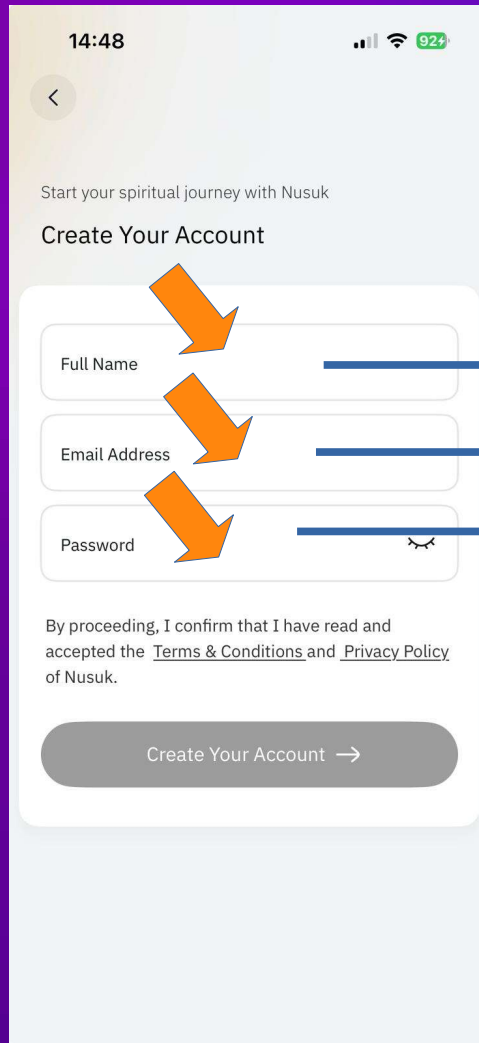 14:48
92
Start your spiritual journey with Nusuk
Create Your Account
Full Name
Email Address
Password
By proceeding, I confirm that I have read and
accepted the Terms & Conditions and Privacy Policy
of Nusuk.
Create Your Account →